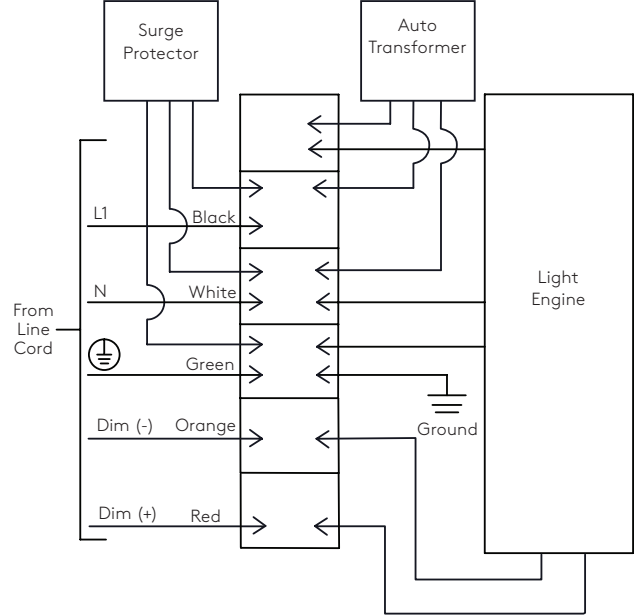 Surge
Protector
Auto
Transformer
L1
Black
N
White
From
Line
Cord
Green
Light
Engine
Dim (-)
Orange
Ground
Dim (+)
Red